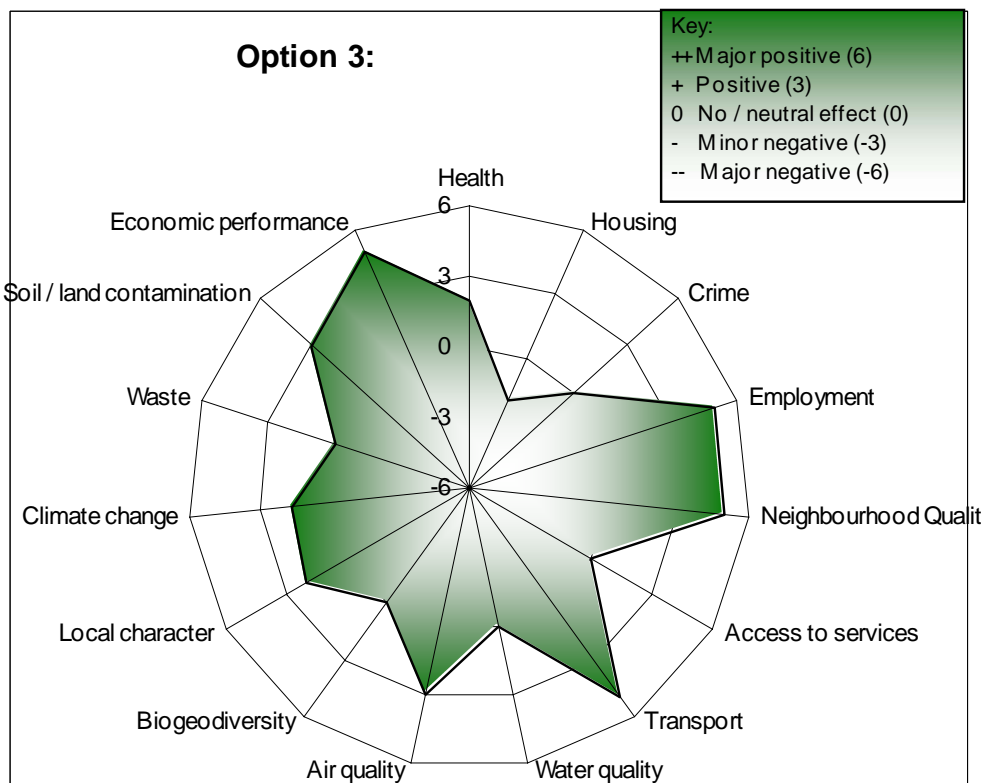 Option 3:
Key:
++ Major positive (6)
+ Positive (3)
0 No / neutral effect (0)
- Minor negative (-3)
-- Major negative (-6)
Health
Housing
Crime
Employment
Neighbourhood Qualit
Access to services
Transport
Water quality
Air quality
Biogeodiversity
Local character
Climate change
Waste
Soil / land contamination
Economic performance
6
3
0
-3
-6